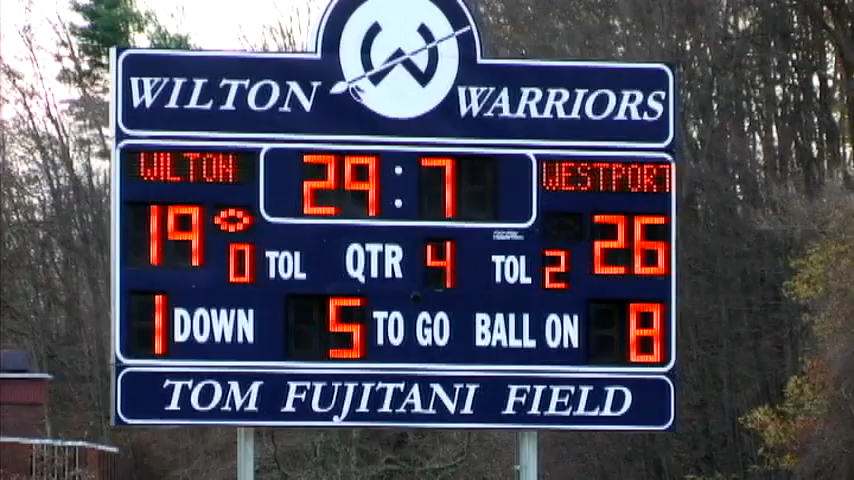 W
WILTON WARRIORS
WILTON 29:7 WESTPORT
19 26
0 TOL QTR 4 TOL 2
1 DOWN 5 TO GO BALL ON 8
TOM FUJITANI FIELD